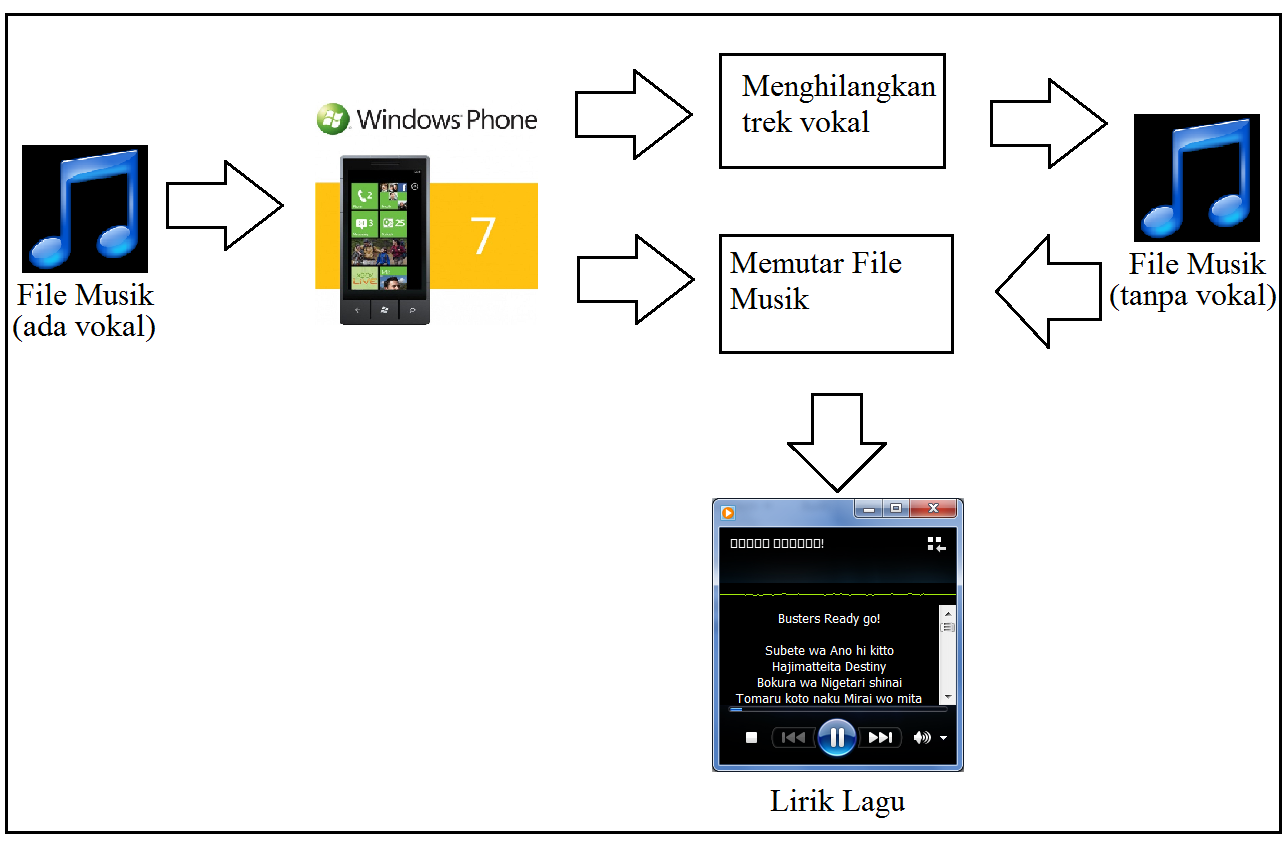 Menghilangkan
trek vokal
Windows Phone
7
File Musik
(ada vokal)
Memutar File
Musik
File Musik
(tanpa vokal)
Busters Ready go!
Subete wa Ano hi kitto
Hajimatteita Destiny
Bokura wa Nigetari shinai
Tomaru koto naku Mirai wo mita
Lirik Lagu